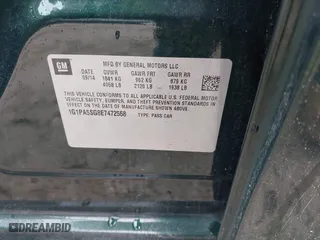 MFD BY GENERAL MOTORS LLC
GM
DATE GVWR GAWR FRT GAWR RR
05/14 1841 KG 962 KG 879 KG
4058 LB 2120 LB 1938 LB
THIS VEHICLE CONFORMS TO ALL APPLICABLE U.S. FEDERAL MOTOR
VEHICLE SAFETY, BUMPER, AND THEFT PREVENTION STANDARDS IN
EFFECT ON THE DATE OF MANUFACTURE SHOWN ABOVE.
1G1PA5SG8E7472568 TYPE: PASS CAR
DREAMBID